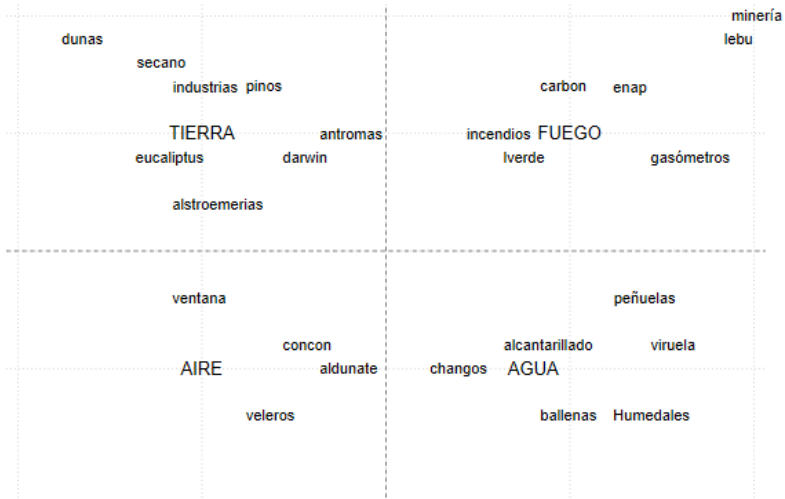 minería
dunas
lebu
secano
industrias pinos
carbon enap
TIERRA antromas
incendios FUEGO
eucaliptus darwin
lverde gasómetros
alstroemerias
ventana
peñuelas
concon
alcantarillado viruela
AIRE aldunate
changos AGUA
veleros
ballenas Humedales